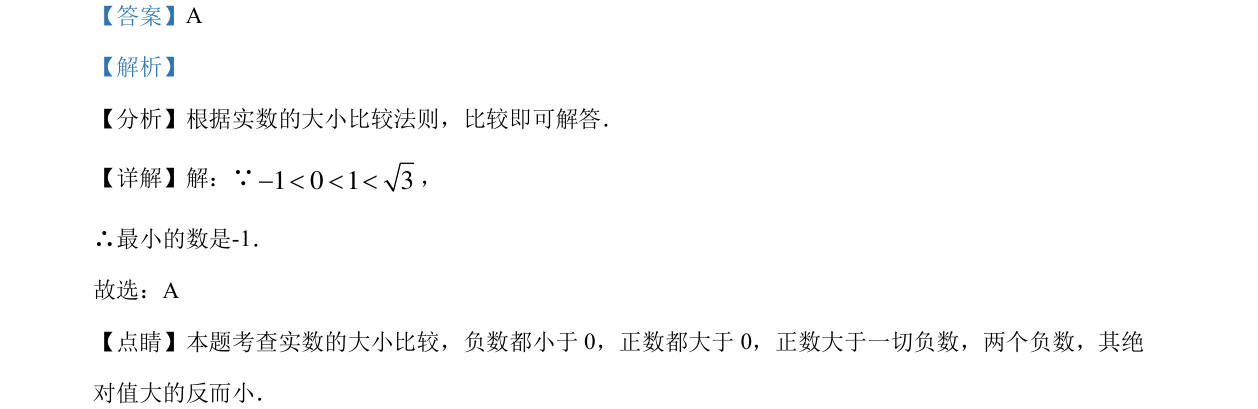 【答案】A
【解析】
【分析】根据实数的大小比较法则，比较即可解答．
【详解】解：∵ −1<0<1<√3 ，
∴最小的数是-1．
故选：A
【点睛】本题考查实数的大小比较，负数都小于 0，正数都大于 0，正数大于一切负数，两个负数，其绝
对值大的反而小．